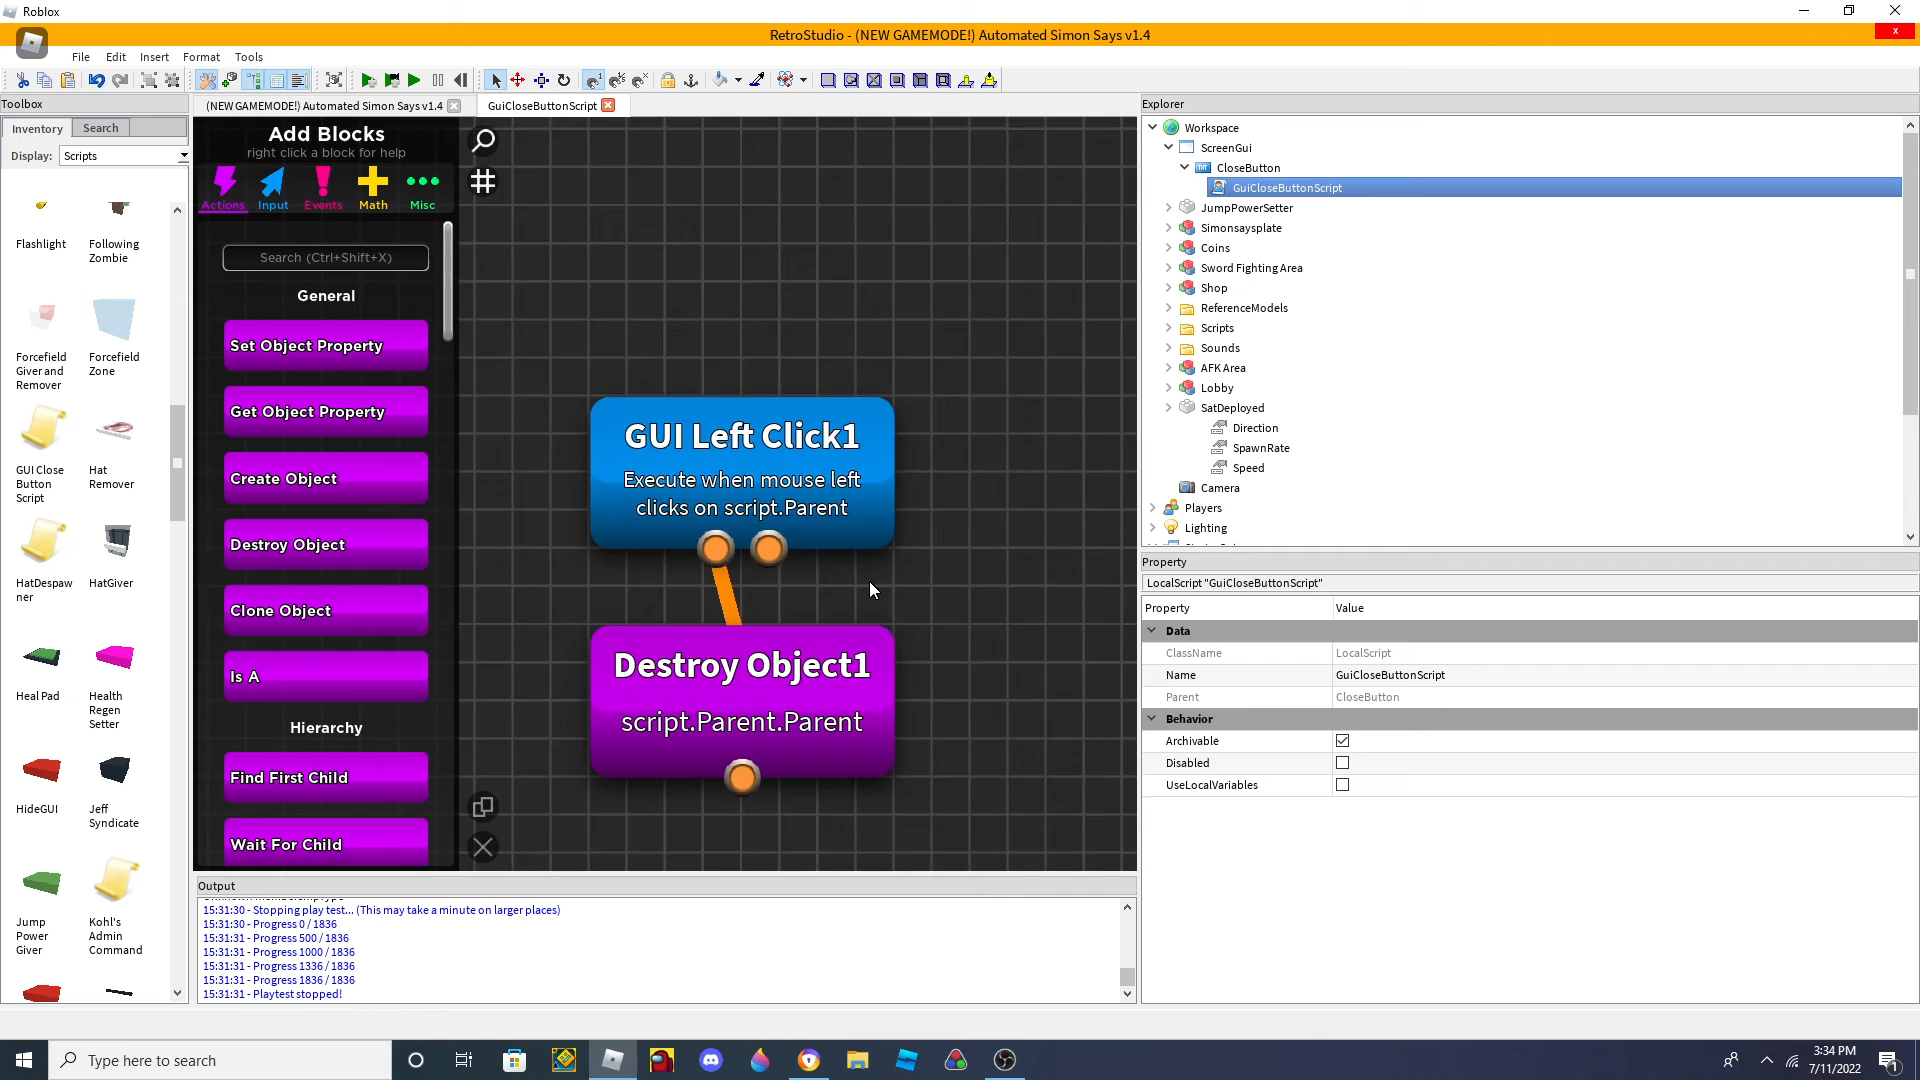 Roblox
RetroStudio - (NEW GAMEMODE!) Automated Simon Says v1.4
x
File Edit Insert Format Tools
Toolbox
Inventory Search
Display: Scripts
Flashlight
Following
Zombie
Forcefield
Giver and
Remover
Forcefield
Zone
GUI Close
Button
Script
Hat
Remover
HatDespaw
ner
HatGiver
Heal Pad
Health
Regen
Setter
HideGUI
Jeff
Syndicate
Jump
Power
Giver
Kohl's
Admin
Command
(NEW GAMEMODE!) Automated Simon Says v1.4
GuiCloseButtonScript
Add Blocks
right click a block for help
Actions Input Events Math Misc
Search (Ctrl+Shift+X)
General
Set Object Property
Get Object Property
Create Object
Destroy Object
Clone Object
Is A
Hierarchy
Find First Child
Wait For Child
GUI Left Click1
Execute when mouse left
clicks on script.Parent
Destroy Object1
script.Parent.Parent
Output
15:31:30 - Stopping play test... (This may take a minute on larger places)
15:31:30 - Progress 0 / 1836
15:31:31 - Progress 500 / 1836
15:31:31 - Progress 1000 / 1836
15:31:31 - Progress 1336 / 1836
15:31:31 - Progress 1836 / 1836
15:31:31 - Playtest stopped!
Explorer
Workspace
ScreenGui
CloseButton
GuiCloseButtonScript
JumpPowerSetter
Simonsaysplate
Coins
Sword Fighting Area
Shop
ReferenceModels
Scripts
Sounds
AFK Area
Lobby
SatDeployed
Direction
SpawnRate
Speed
Camera
Players
Lighting
Property
LocalScript "GuiCloseButtonScript"
Property Value
Data
ClassName LocalScript
Name GuiCloseButtonScript
Parent CloseButton
Behavior
Archivable
Disabled
UseLocalVariables
Type here to search
3:34 PM
7/11/2022
1